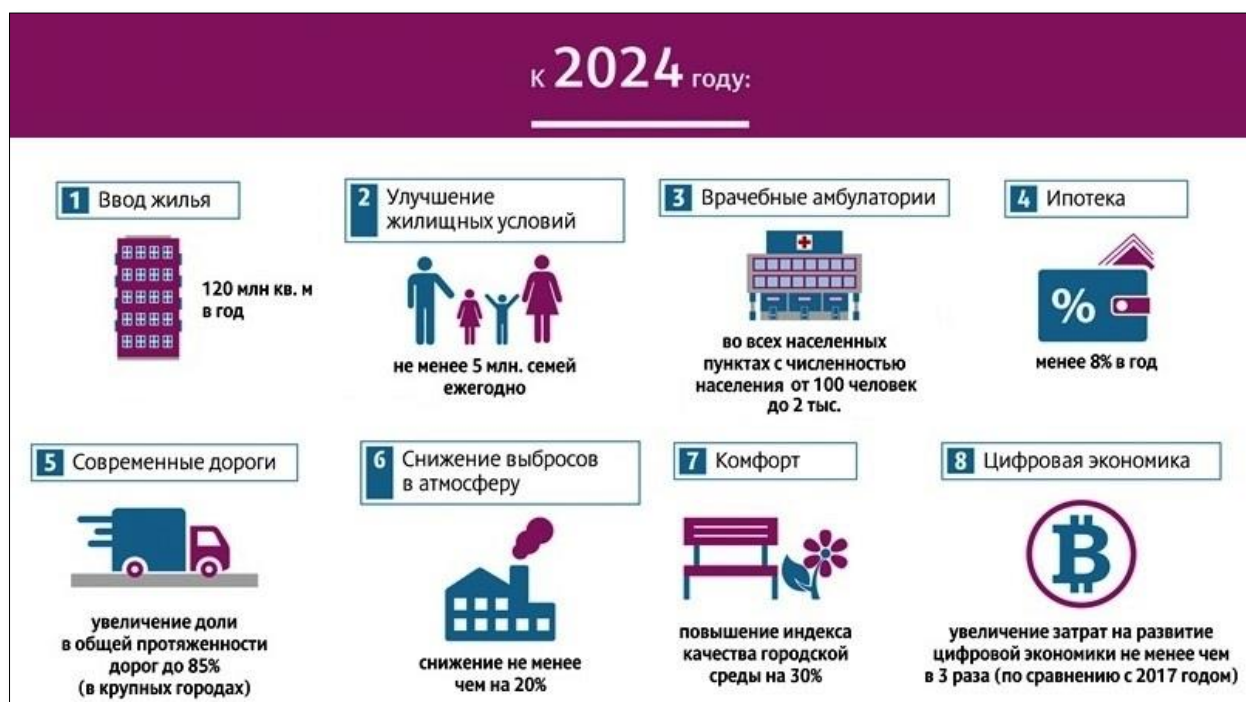 К 2024 году:
1 Ввод жилья
120 млн кв. м
в год
2 Улучшение
жилищных условий
не менее 5 млн. семей
ежегодно
3 Врачебные амбулатории
во всех населенных
пунктах с численностью
населения от 100 человек
до 2 тыс.
4 Ипотека
%
менее 8% в год
5 Современные дороги
увеличение доли
в общей протяженности
дорог до 85%
(в крупных городах)
6 Снижение выбросов
в атмосферу
снижение не менее
чем на 20%
7 Комфорт
повышение индекса
качества городской
среды на 30%
8 Цифровая экономика
увеличение затрат на развитие
цифровой экономики не менее чем
в 3 раза (по сравнению с 2017 годом)